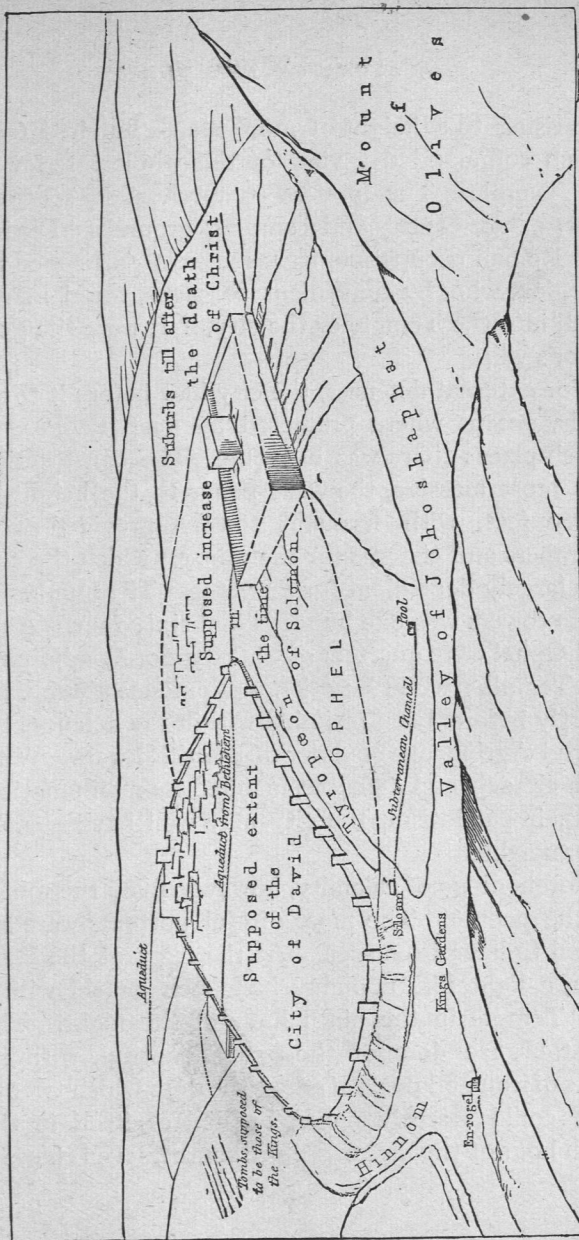 Mount
of
Olives
Suburbs till after
the death
of Christ
Supposed increase
in
the time
of Solomon
Aqueduct
Aqueduct from Bethlehem
Supposed extent
of the
City of David
Tyropœon
OPHEL
Pool
Subterranean Channels
Siloam
Valley of Johoshaphat
Kings Gardens
En-rogel
Hinnom
Tombs, supposed
to be those of
the Kings.